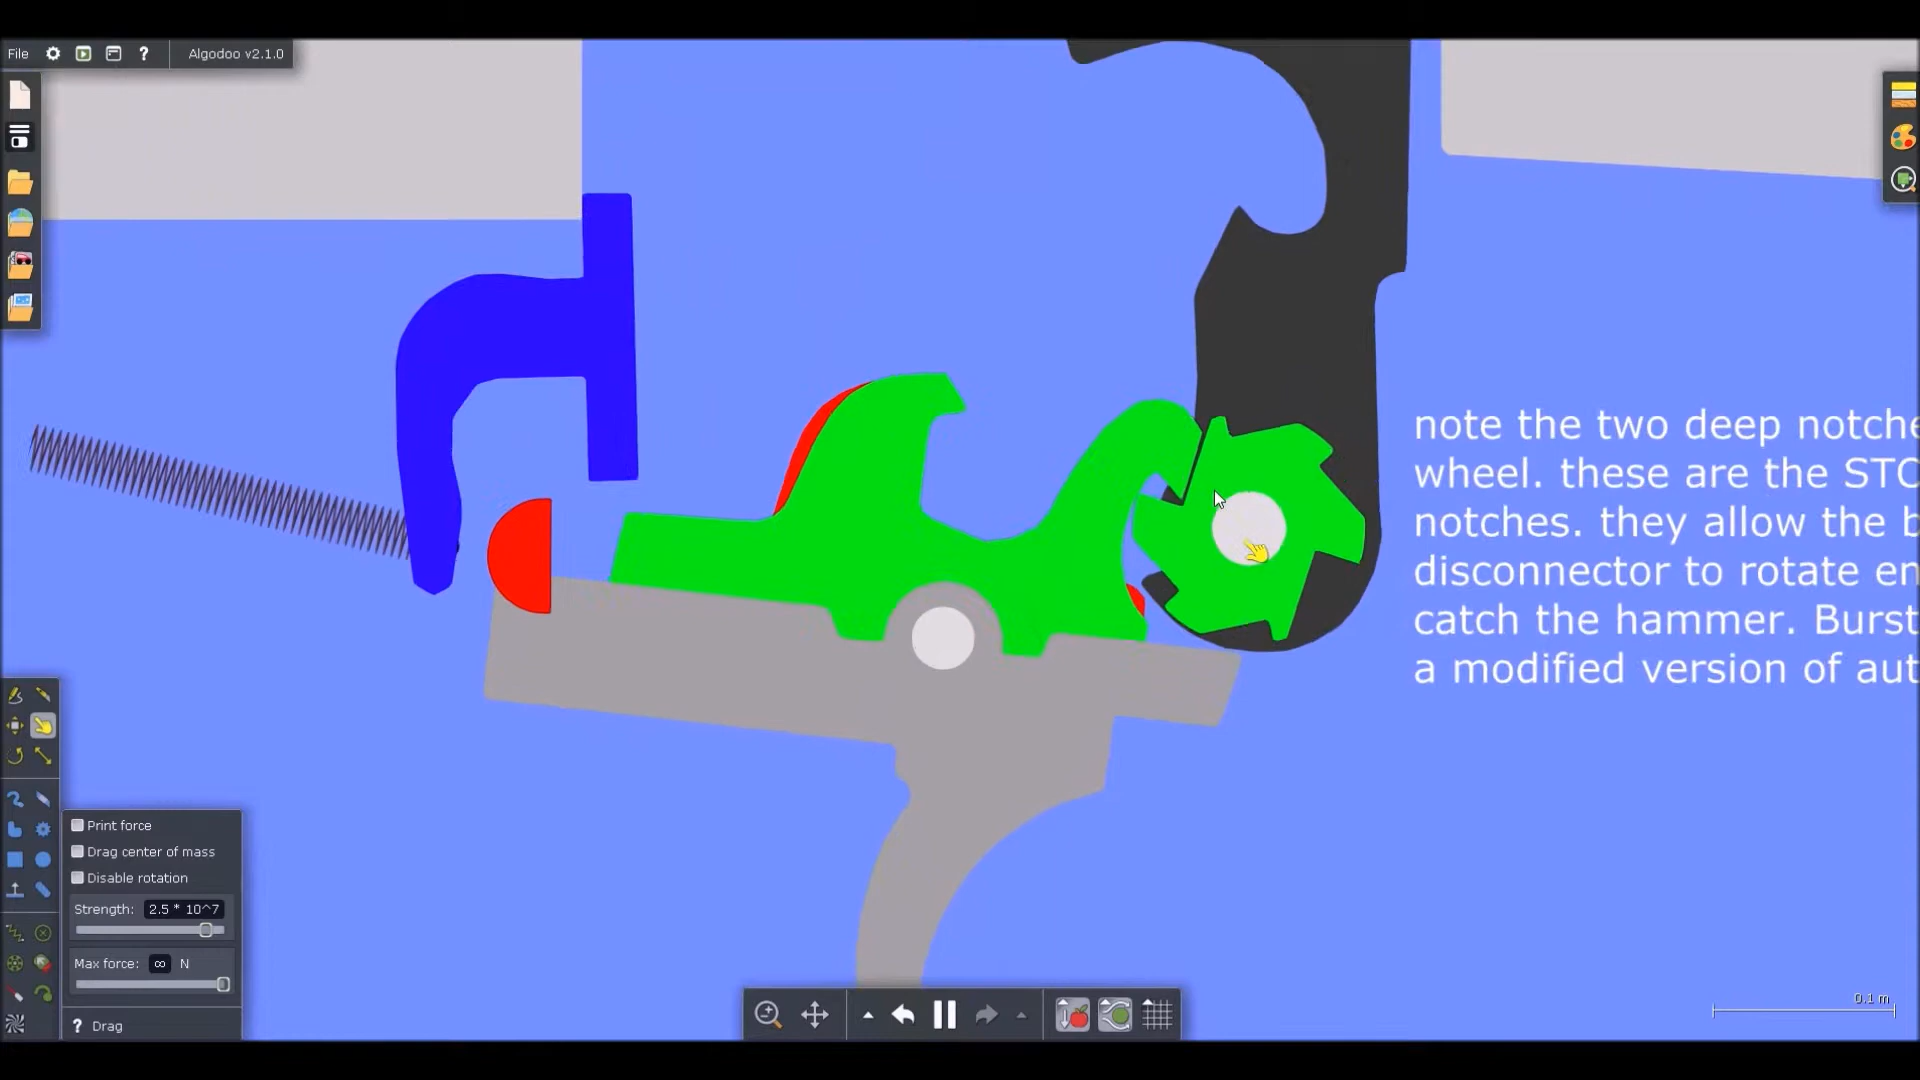 File
Algodoo v2.1.0
note the two deep notche
wheel. these are the STO
notches. they allow the b
disconnector to rotate en
catch the hammer. Burst
a modified version of aut
Print force
Drag center of mass
Disable rotation
Strength: 2.5 * 10^7
Max force: ∞ N
? Drag
0.1 m